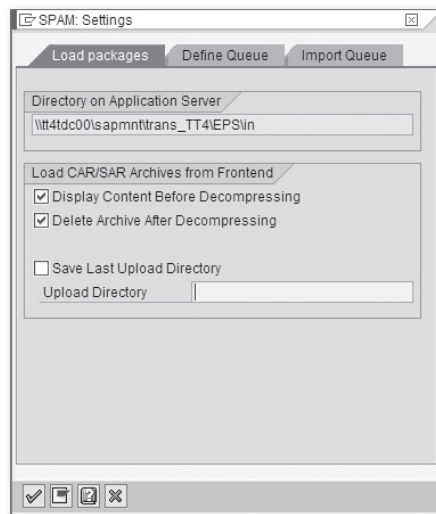 SPAM: Settings
Load packages
Define Queue
Import Queue
Directory on Application Server
\\tt4tdc00\sapmnt\trans_TT4\EPS\in
Load CAR/SAR Archives from Frontend
Display Content Before Decompressing
Delete Archive After Decompressing
Save Last Upload Directory
Upload Directory